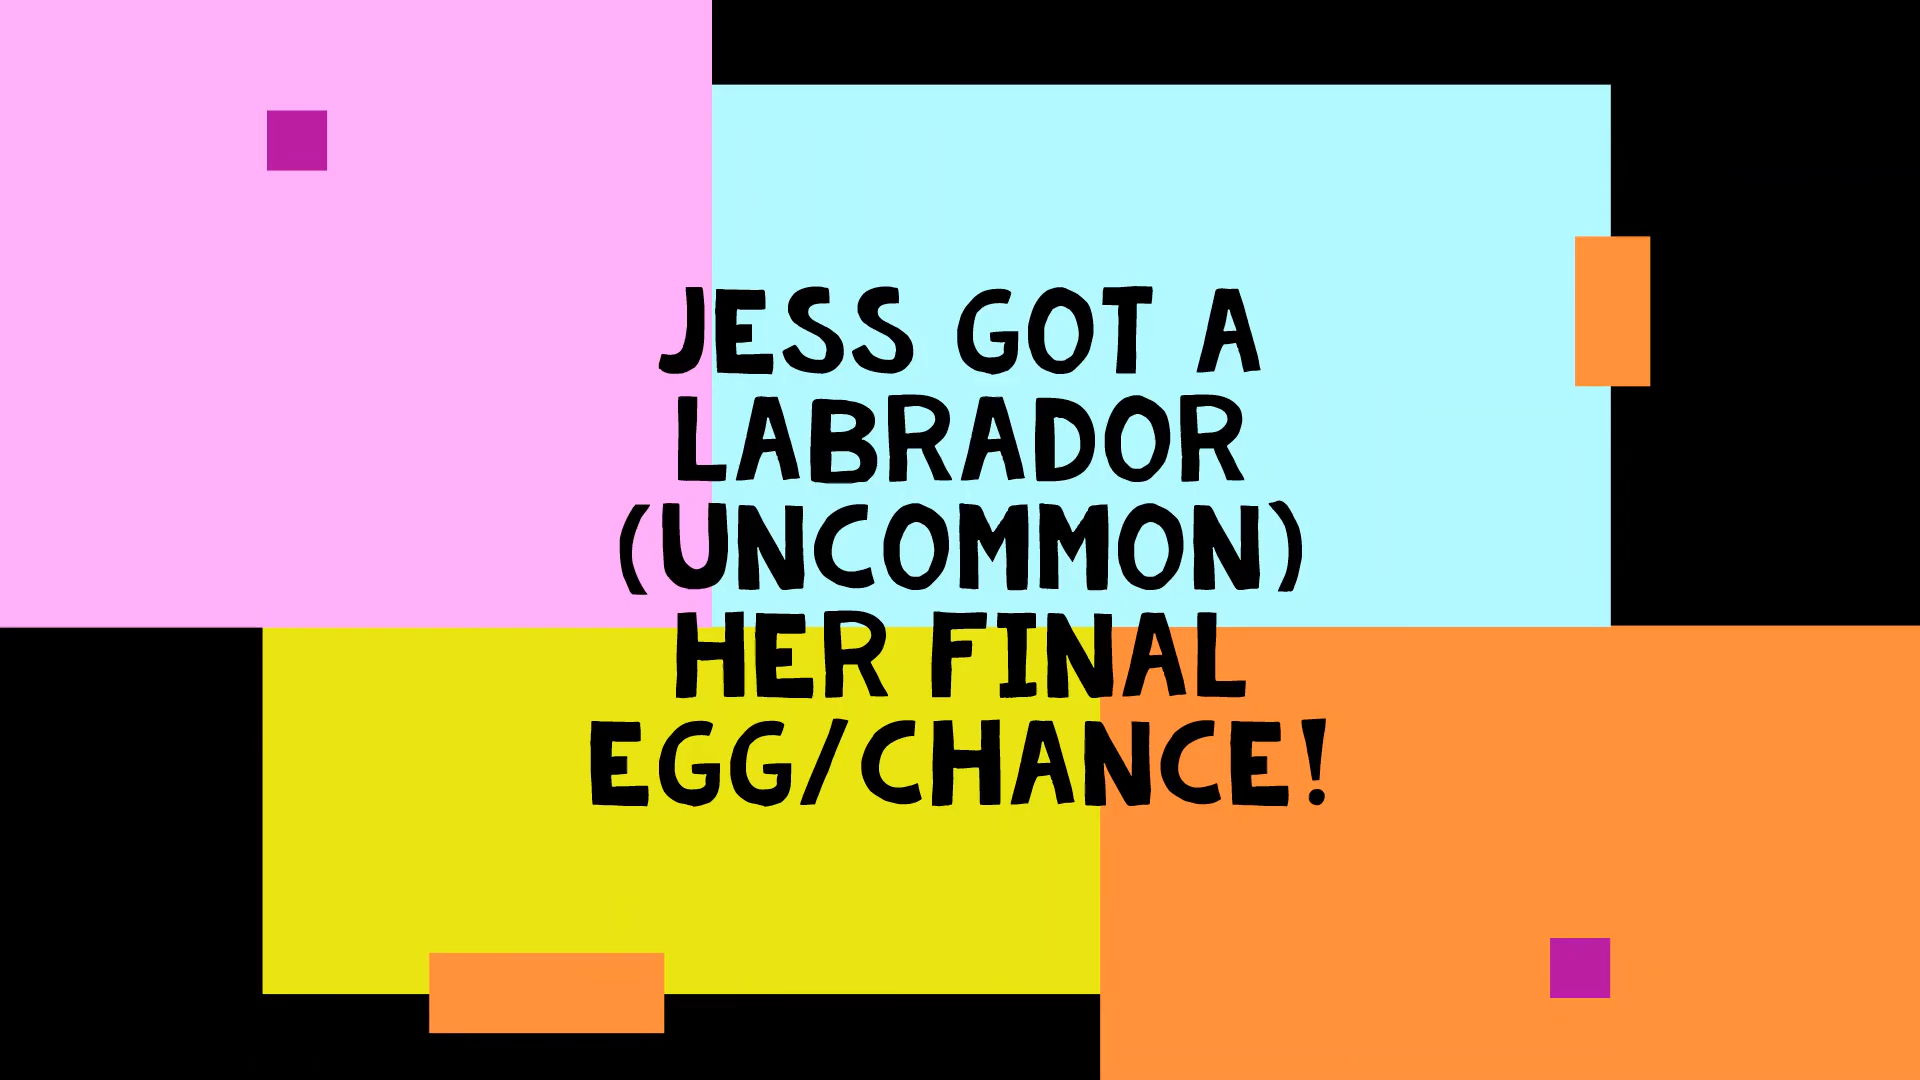 JESS GOT A
LABRADOR
(UNCOMMON)
HER FINAL
EGG/CHANCE!